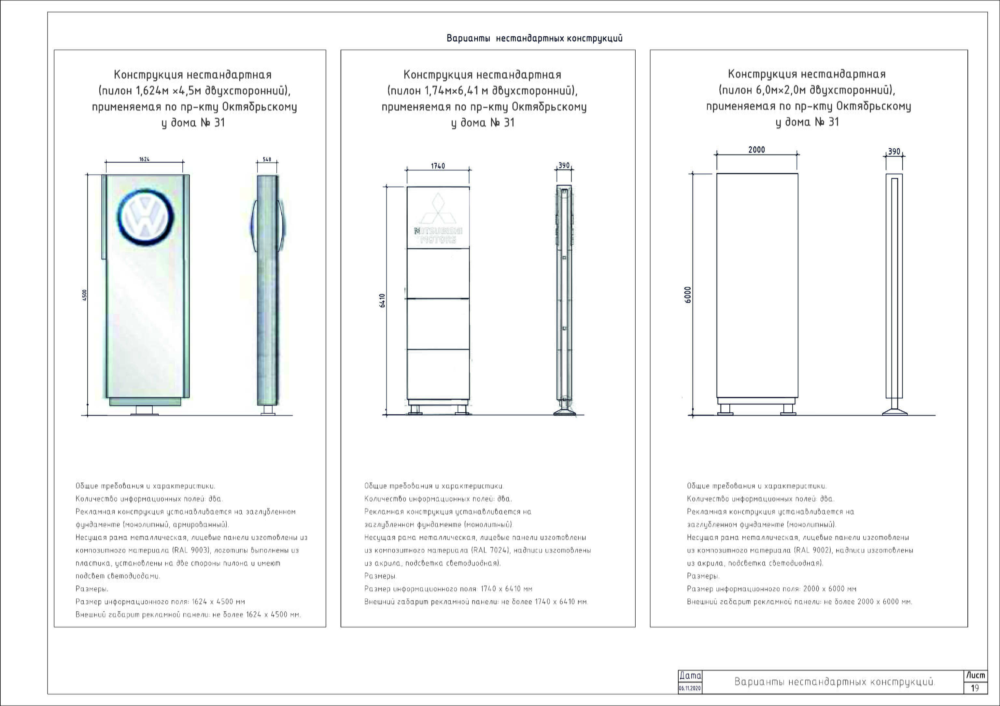 Варианты нестандартных конструкций
Конструкция нестандартная
(пилон 1,624м ×4,5м двухсторонний),
применяемая по пр-кту Октябрьскому
у дома № 31
1624
548
4500
Общие требования и характеристики.
Количество информационных полей: два.
Рекламная конструкция устанавливается на заглубленном
фундаменте (монолитный, армированный).
Несущая рама металлическая, лицевые панели изготовлены из
композитного материала (RAL 9003), логотипы выполнены из
пластика, установлены на две стороны пилона и имеют
подсвет светодиодами.
Размеры.
Размер информационного поля: 1624 x 4500 мм
Внешний габарит рекламной панели: не более 1624 x 4500 мм.
Конструкция нестандартная
(пилон 1,74м×6,41 м двухсторонний),
применяемая по пр-кту Октябрьскому
у дома № 31
1740
390
MITSUBISHI
MOTORS
6410
Общие требования и характеристики.
Количество информационных полей: два.
Рекламная конструкция устанавливается на
заглубленном фундаменте (монолитный).
Несущая рама металлическая, лицевые панели изготовлены
из композитного материала (RAL 7024), надписи изготовлены
из акрила, подсветка светодиодная).
Размеры.
Размер информационного поля: 1740 x 6410 мм
Внешний габарит рекламной панели: не более 1740 x 6410 мм.
Конструкция нестандартная
(пилон 6,0м×2,0м двухсторонний),
применяемая по пр-кту Октябрьскому
у дома № 31
2000
390
6000
Общие требования и характеристики.
Количество информационных полей: два.
Рекламная конструкция устанавливается на
заглубленном фундаменте (монолитный).
Несущая рама металлическая, лицевые панели изготовлены
из композитного материала (RAL 9002), надписи изготовлены
из акрила, подсветка светодиодная).
Размеры.
Размер информационного поля: 2000 x 6000 мм
Внешний габарит рекламной панели: не более 2000 x 6000 мм.
Дата
06.11.2020
Варианты нестандартных конструкций.
Лист
19